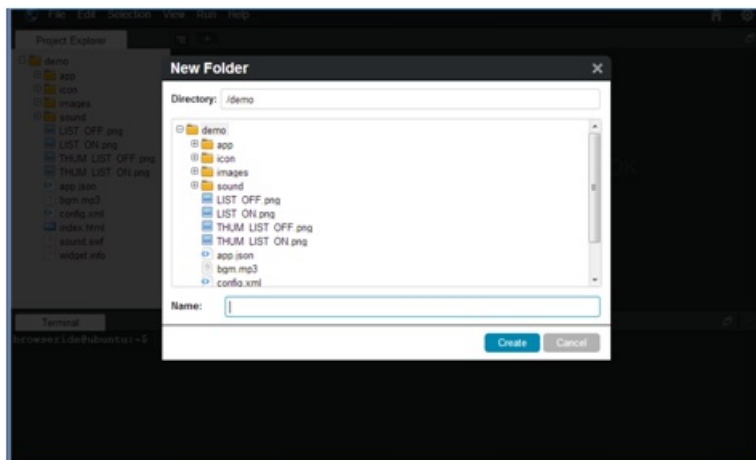 File Edit Selection View Run Help
Project Explorer
demo
app
icon
images
sound
LIST OFF.png
LIST ON.png
THUM LIST OFF.png
THUM LIST ON.png
app.json
bgm.mp3
config.xml
index.html
sound.swf
widget.info
New Folder
Directory: /demo
demo
app
icon
images
sound
LIST OFF.png
LIST ON.png
THUM LIST OFF.png
THUM LIST ON.png
app.json
bgm.mp3
config.xml
Name:
Create Cancel
Terminal
browseride@ubuntu:~$